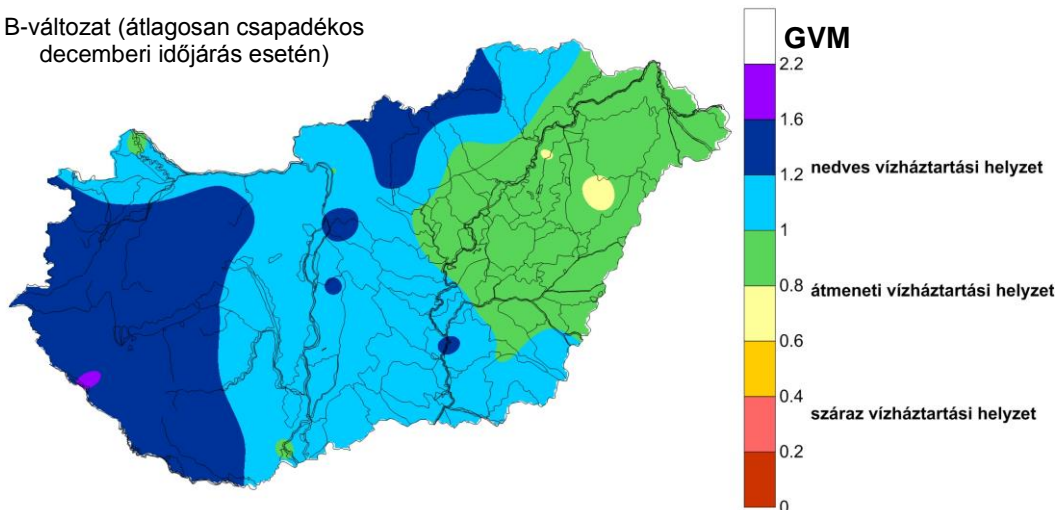 B-változat (átlagosan csapadékos
decemberi időjárás esetén)
GVM
2.2
1.6
1.2
nedves vízháztartási helyzet
1
0.8
átmeneti vízháztartási helyzet
0.6
0.4
száraz vízháztartási helyzet
0.2
0